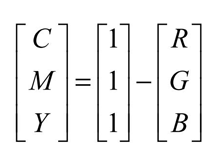 [C] = [1] − [R]
[M] = [1] − [G]
[Y] = [1] − [B]